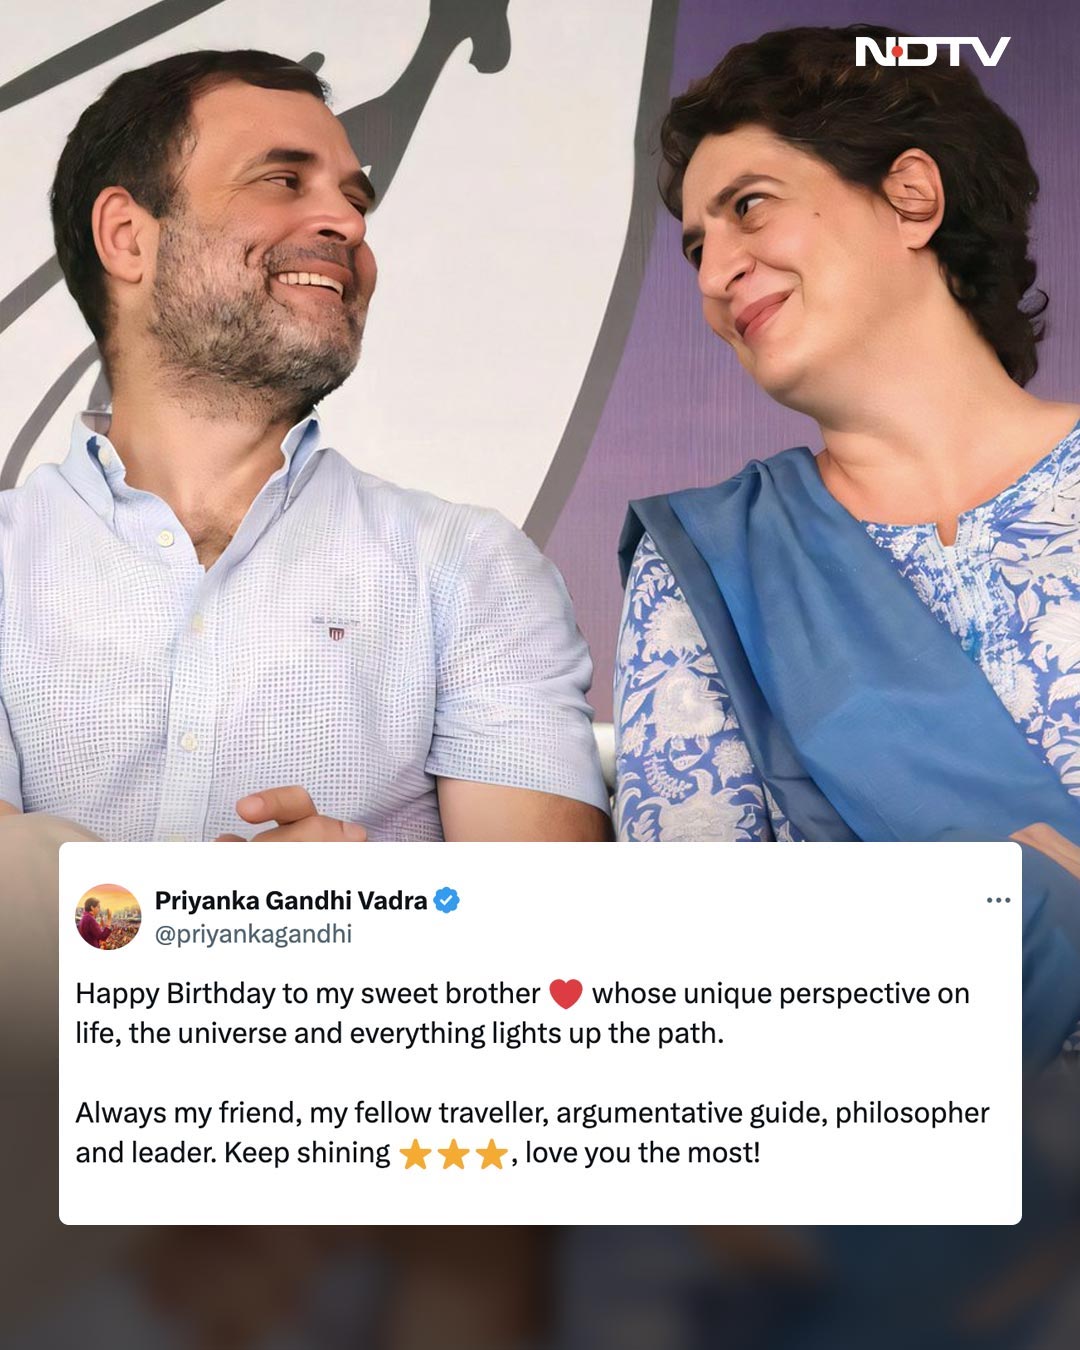 NDTV
Priyanka Gandhi Vadra
@priyankagandhi
Happy Birthday to my sweet brother ❤️ whose unique perspective on
life, the universe and everything lights up the path.
Always my friend, my fellow traveller, argumentative guide, philosopher
and leader. Keep shining ⭐⭐⭐, love you the most!